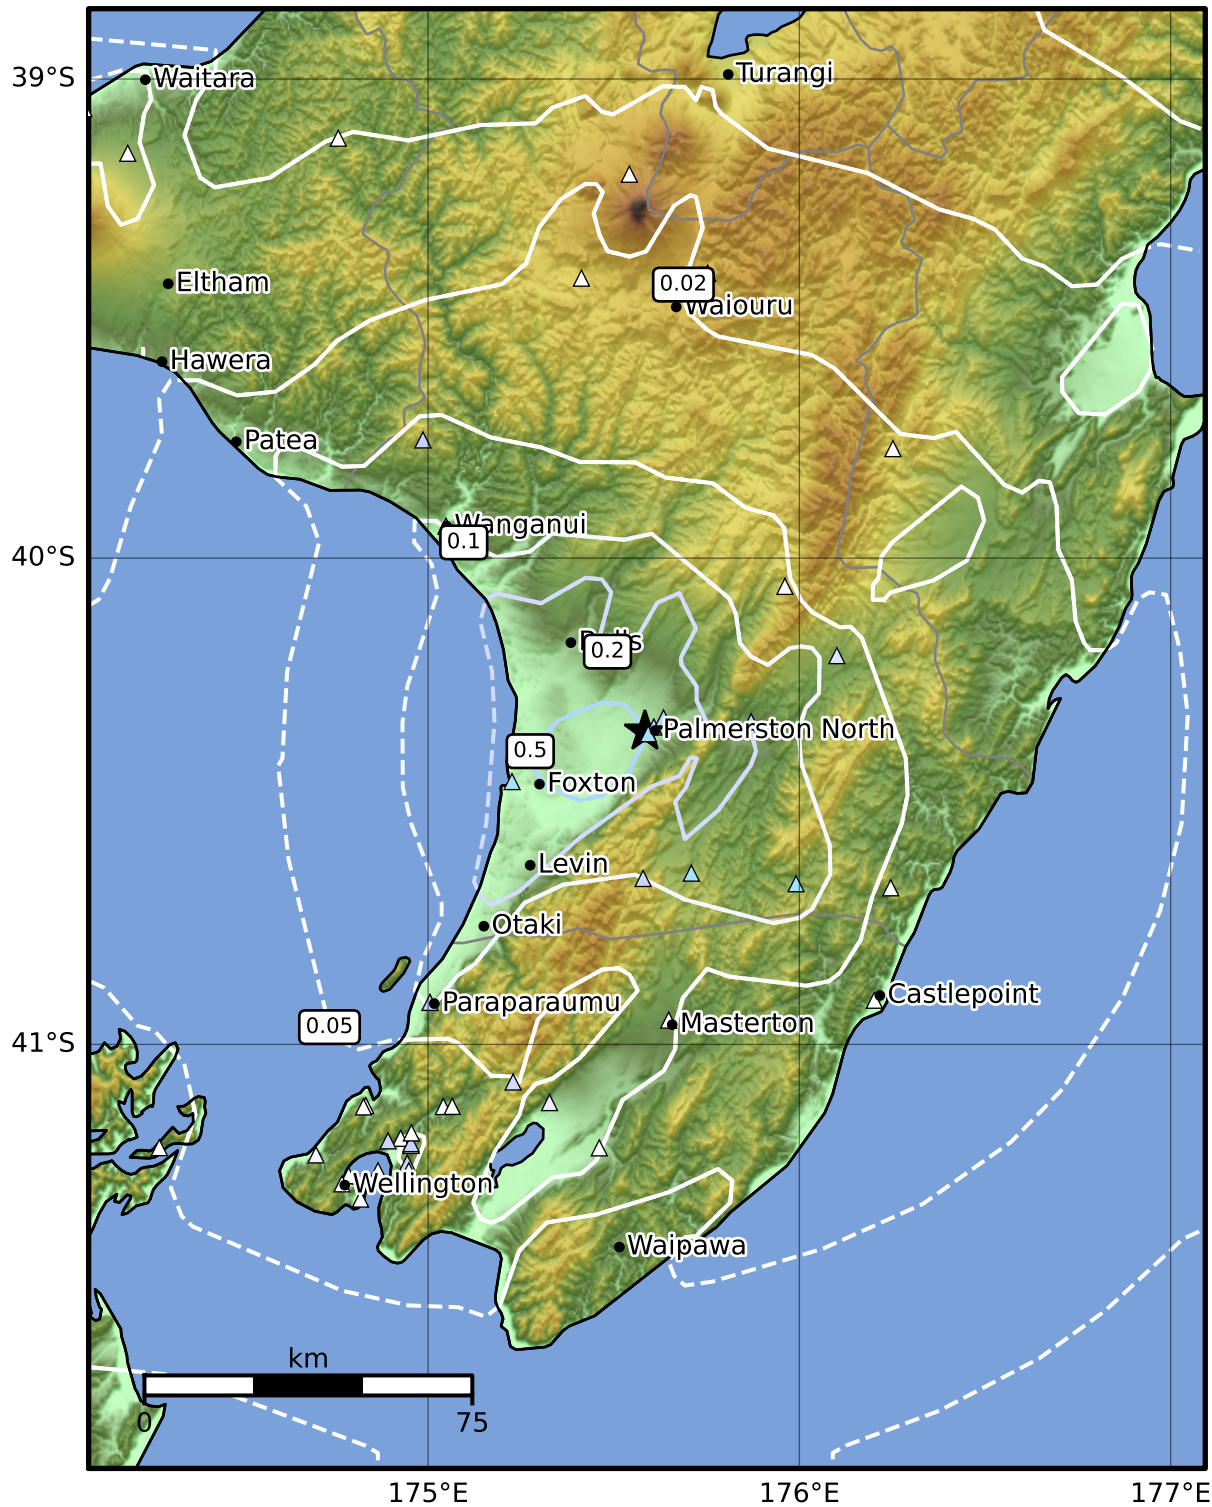 39°S
Waitara
Turangi
Eltham
0.02
Waiouru
Hawera
Patea
Wanganui
0.1
40°S
0.2
Palmerston North
0.5
Foxton
Levin
Otaki
Paraparaumu
Castlepoint
0.05
Masterton
41°S
Wellington
Waipawa
km
0
75
175°E
176°E
177°E